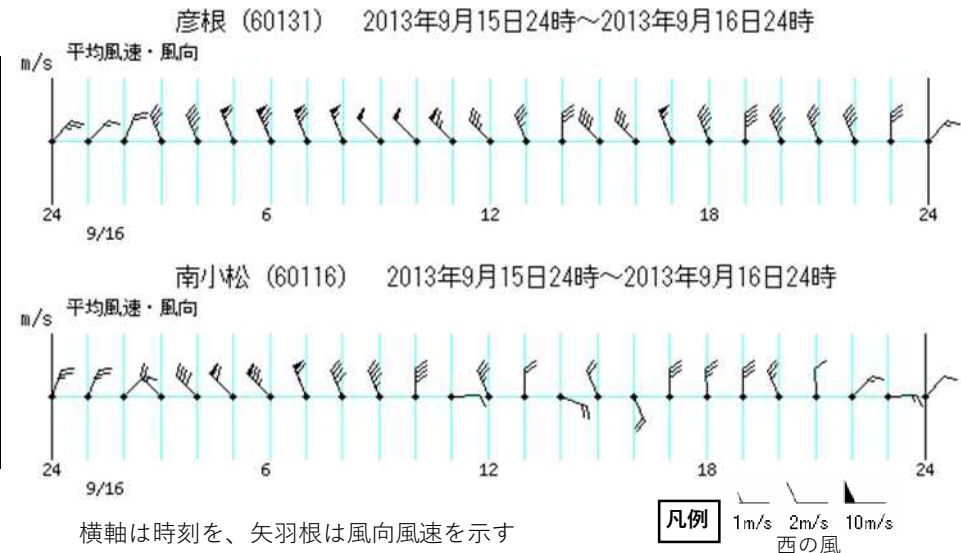 彦根 (60131) 2013年9月15日24時～2013年9月16日24時
平均風速・風向
m/s
24 6 12 18 24
9/16
南小松 (60116) 2013年9月15日24時～2013年9月16日24時
平均風速・風向
m/s
24 6 12 18 24
9/16
横軸は時刻を、矢羽根は風向風速を示す
凡例 1m/s 2m/s 10m/s
西の風